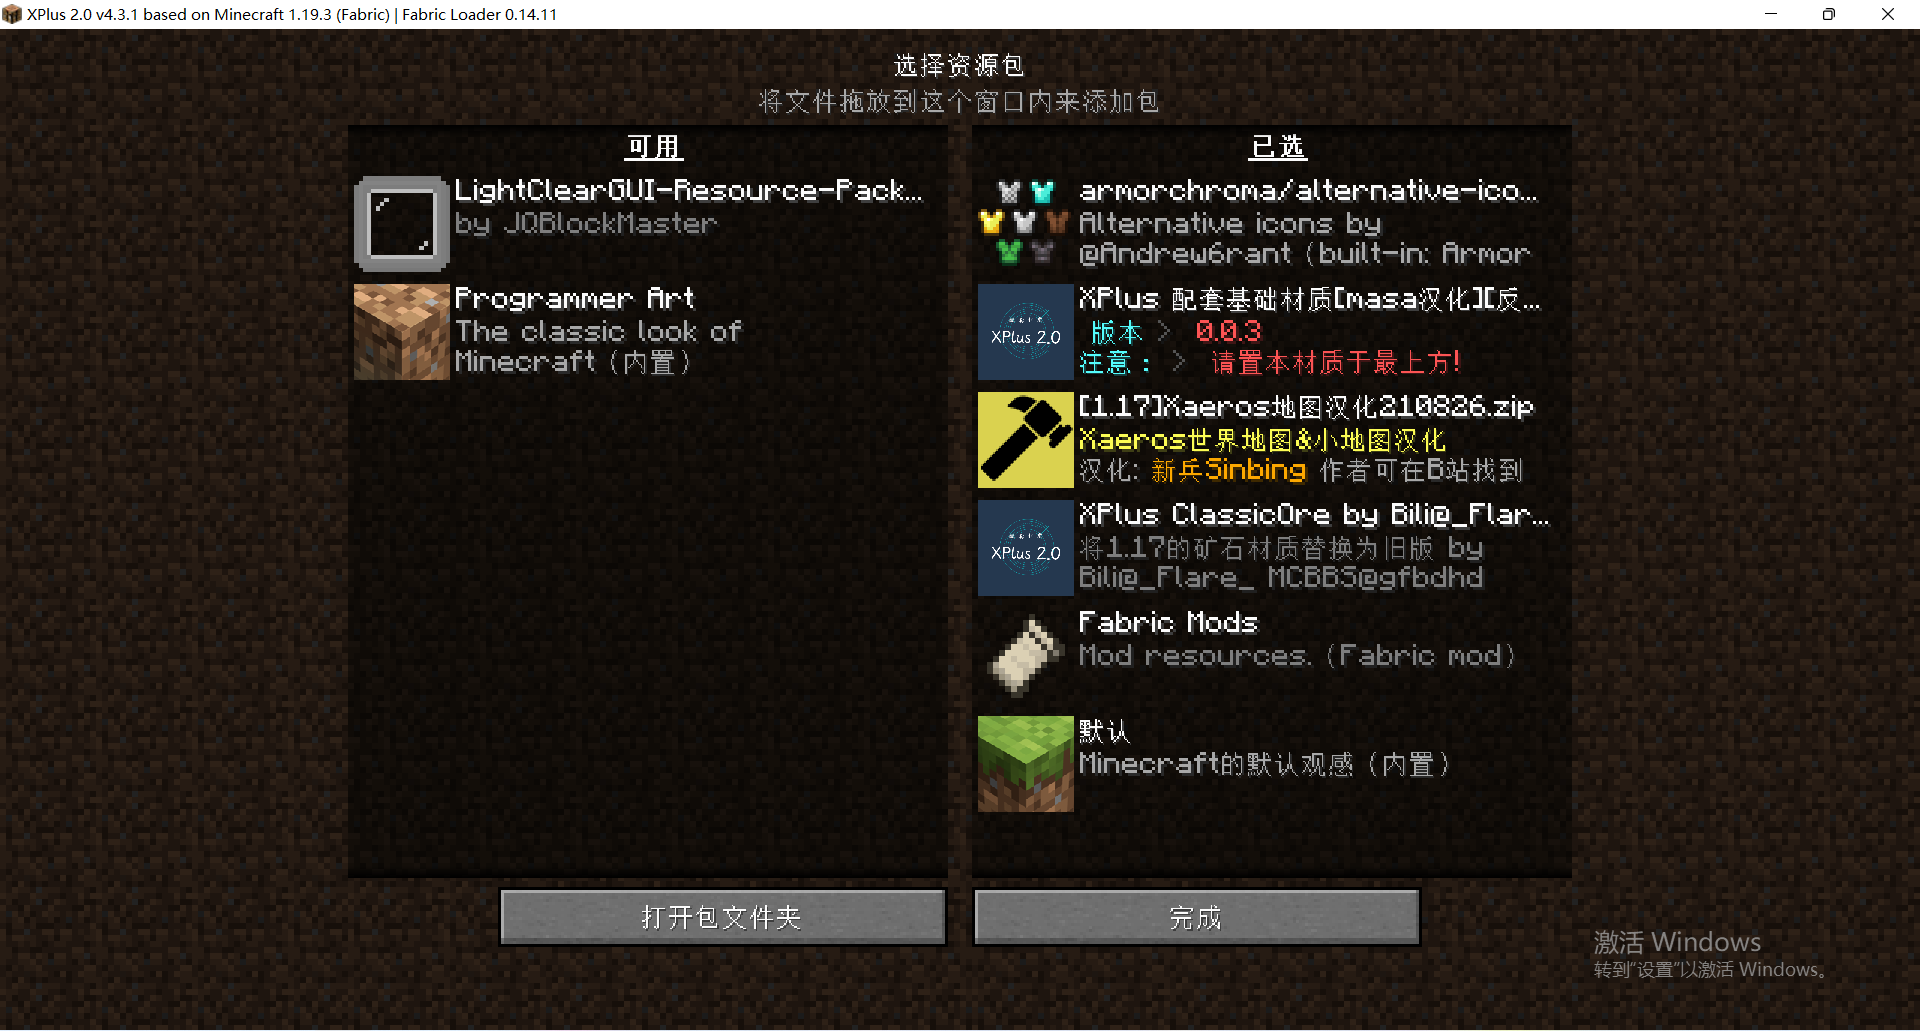 XPlus 2.0 v4.3.1 based on Minecraft 1.19.3 (Fabric) | Fabric Loader 0.14.11
选择资源包
将文件拖放到这个窗口内来添加包
可用
LightClearGUI-Resource-Pack...
by JQBlockMaster
Programmer Art
The classic look of
Minecraft（内置）
已选
armorchroma/alternative-ico...
Alternative icons by
@Andrew6rant (built-in: Armor
XPlus 2.0
XPlus 配套基础材质[masa汉化][反...
版本 > 0.0.3
注意： > 请置本材质于最上方!
[1.17]Xaeros地图汉化210826.zip
Xaeros世界地图&小地图汉化
汉化: 新兵Sinbing 作者可在B站找到
XPlus 2.0
XPlus ClassicOre by Bili@_Flar...
将1.17的矿石材质替换为旧版 by
Bili@_Flare_ MCBBS@gfbdhd
Fabric Mods
Mod resources. (Fabric mod)
默认
Minecraft的默认观感（内置）
打开包文件夹
完成
激活 Windows
转到“设置”以激活 Windows。